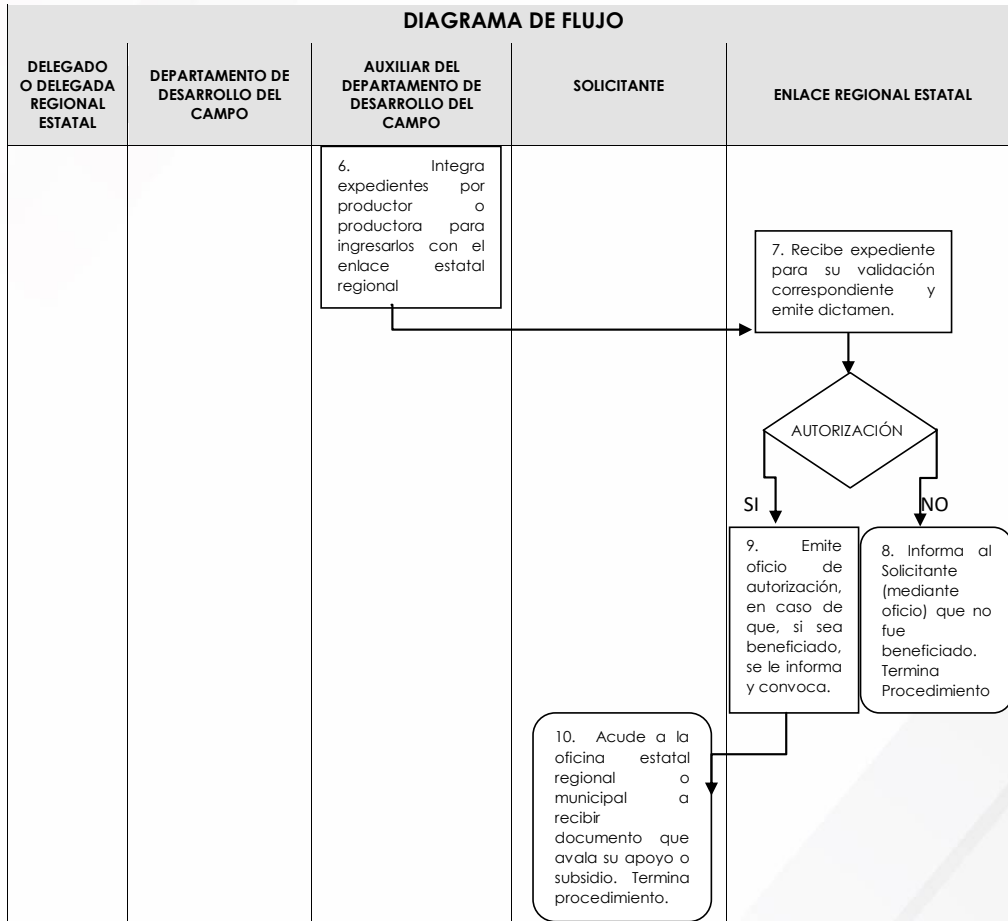 DIAGRAMA DE FLUJO
DELEGADO
O DELEGADA
REGIONAL
ESTATAL
DEPARTAMENTO DE
DESARROLLO DEL
CAMPO
AUXILIAR DEL
DEPARTAMENTO DE
DESARROLLO DEL
CAMPO
SOLICITANTE
ENLACE REGIONAL ESTATAL
6. Integra
expedientes por
productor o
productora para
ingresarlos con el
enlace estatal
regional
7. Recibe expediente
para su validación
correspondiente y
emite dictamen.
AUTORIZACIÓN
SI
NO
9. Emite
oficio de
autorización,
en caso de
que, si sea
beneficiado,
se le informa
y convoca.
8. Informa al
Solicitante
(mediante
oficio) que no
fue
beneficiado.
Termina
Procedimiento
10. Acude a la
oficina estatal
regional o
municipal a
recibir
documento que
avala su apoyo o
subsidio. Termina
procedimiento.